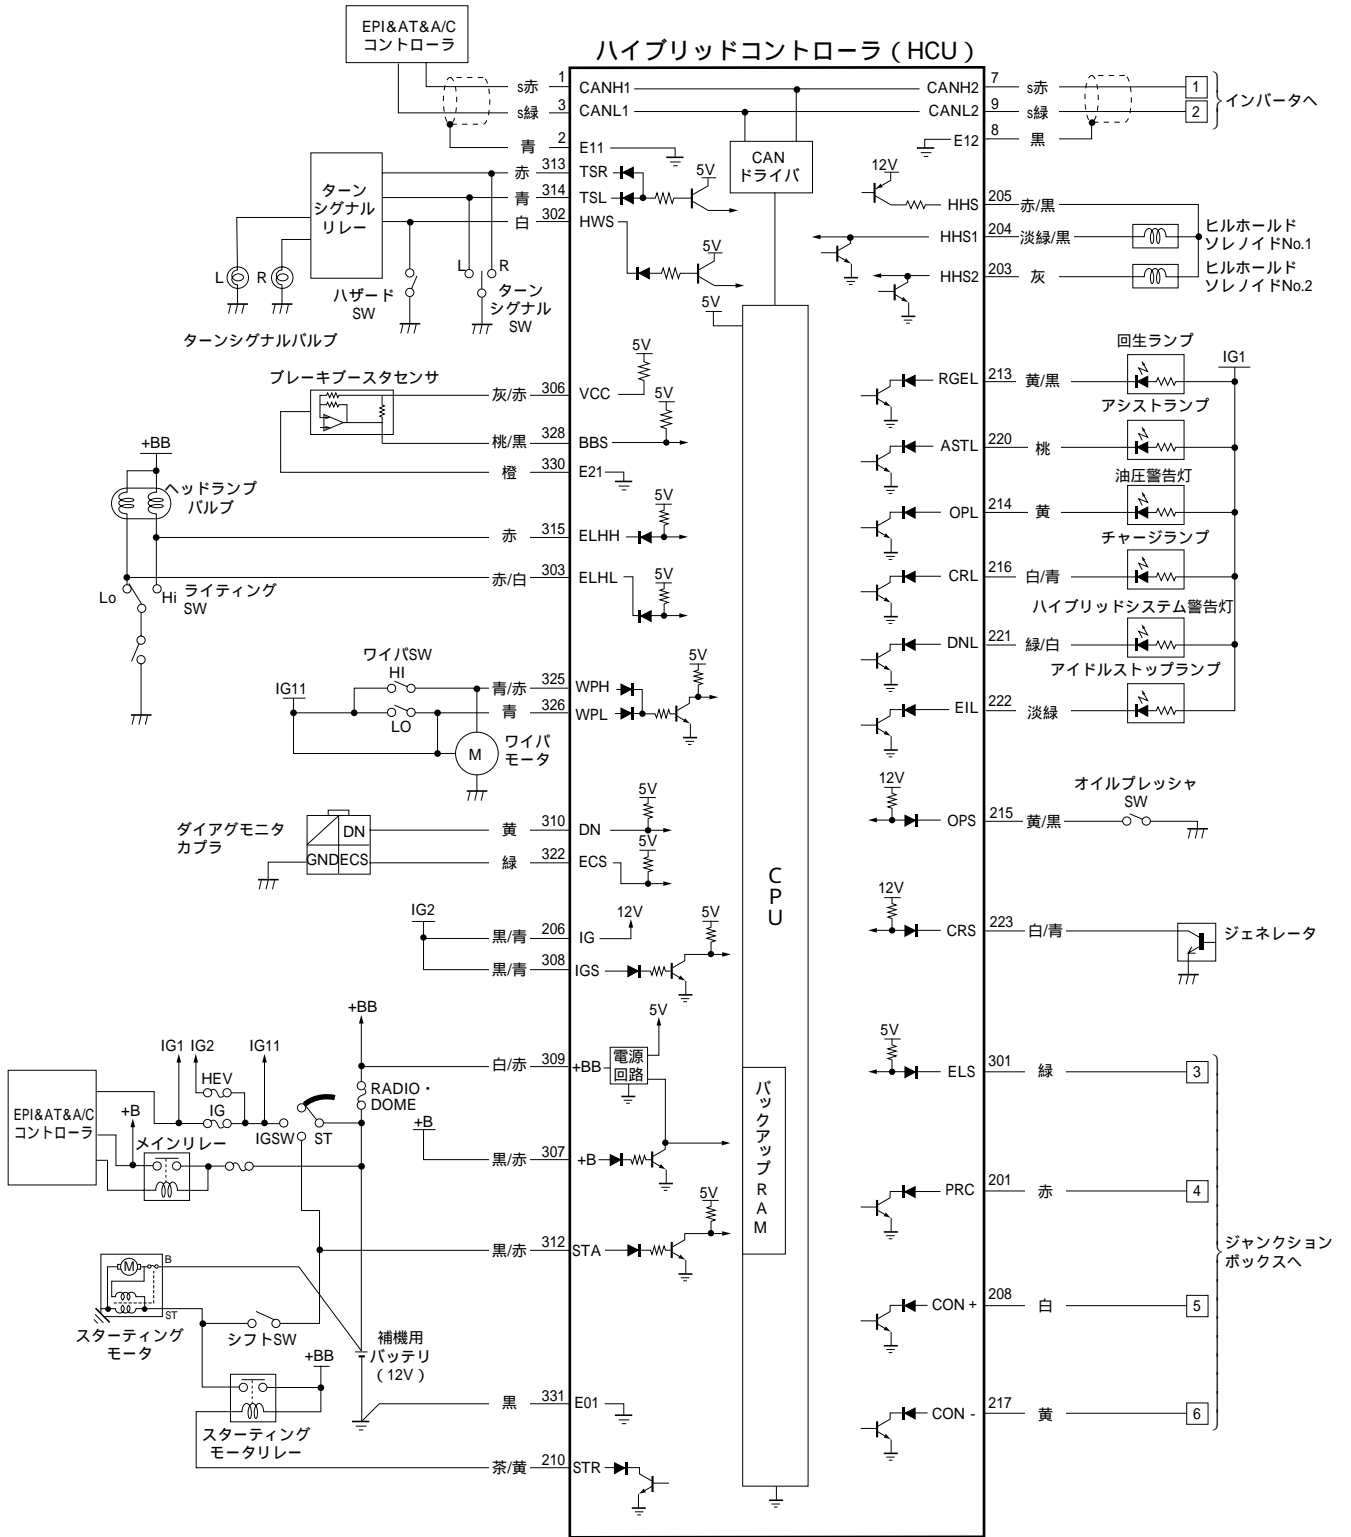 EPI&AT&A/C
コントローラ
ハイブリッドコントローラ（HCU）
s赤 1 CANH1
s緑 3 CANL1
青 2 E11
CANH2 7 s赤 1
CANL2 9 s緑 2
E12 8 黒
インバータへ
CAN
ドライバ
ターン
シグナル
リレー
赤 313 TSR
青 314 TSL
白 302 HWS
5V
5V
5V
L R
ハザード
SW
L R
ターン
シグナル
SW
ターンシグナルバルブ
12V
HHS 205 赤/黒
HHS1 204 淡緑/黒
HHS2 203 灰
ヒルホールド
ソレノイドNo.1
ヒルホールド
ソレノイドNo.2
ブレーキブースタセンサ
灰/赤 306 VCC
桃/黒 328 BBS
橙 330 E21
5V
5V
+BB
ヘッドランプ
バルブ
赤 315 ELHH
赤/白 303 ELHL
5V
5V
Lo Hi
ライティング
SW
回生ランプ
IG1
RGEL 213 黄/黒
アシストランプ
ASTL 220 桃
油圧警告灯
OPL 214 黄
チャージランプ
CRL 216 白/青
ハイブリッドシステム警告灯
DNL 221 緑/白
アイドルストップランプ
EIL 222 淡緑
ワイパSW
HI
IG11
LO
青/赤 325 WPH
青 326 WPL
5V
M
ワイパ
モータ
12V
OPS 215 黄/黒
オイルプレッシャ
SW
ダイアグモニタ
カプラ
DN
GND ECS
黄 310 DN
緑 322 ECS
5V
5V
CPU
12V
CRS 223 白/青
ジェネレータ
IG2
黒/青 206 IG
黒/青 308 IGS
12V
5V
+BB
白/赤 309 +BB
電源
回路
5V
RADIO・
DOME
IG1 IG2 IG11
HEV
IG
+B
IGSW ST
EPI&AT&A/C
コントローラ
メインリレー
+B
黒/赤 307 +B
バックアップRAM
5V
ELS 301 緑 3
PRC 201 赤 4
CON + 208 白 5
CON - 217 黄 6
ジャンクション
ボックスへ
黒/赤 312 STA
5V
M
B
ST
スターティング
モータ
シフトSW
+BB
補機用
バッテリ
（12V）
スターティング
モータリレー
黒 331 E01
茶/黄 210 STR